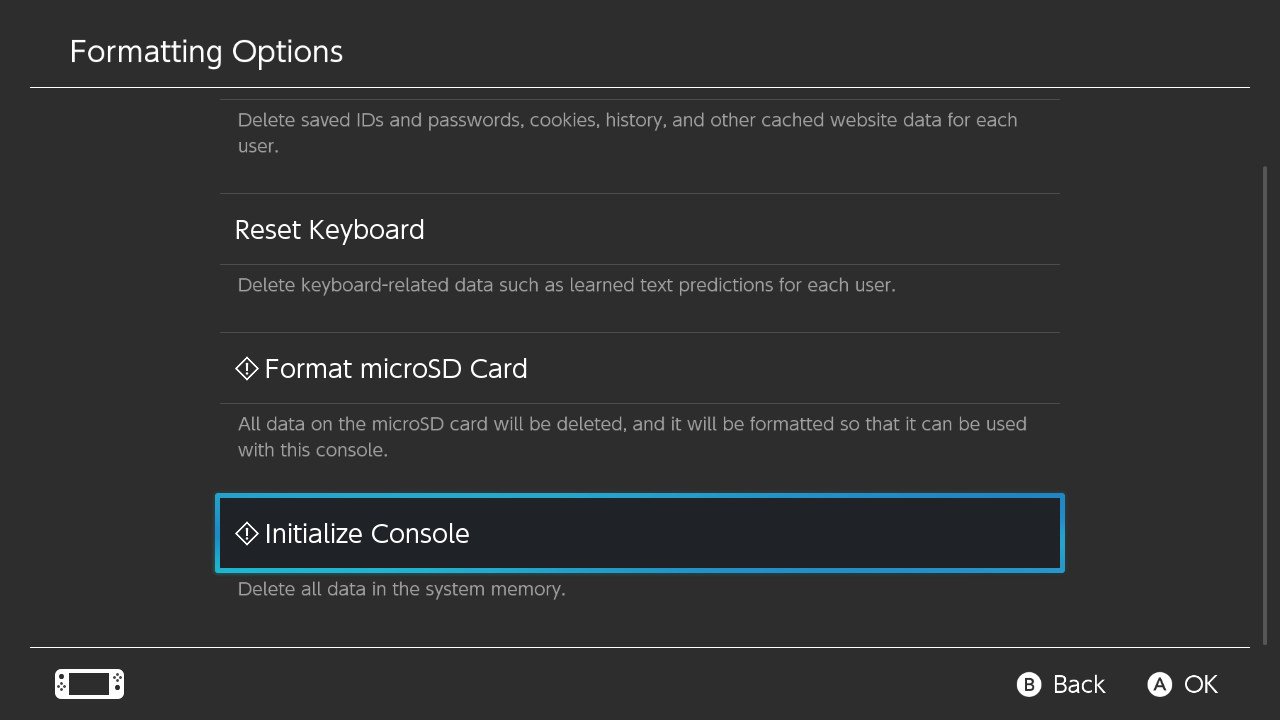 Formatting Options
Delete saved IDs and passwords, cookies, history, and other cached website data for each
user.
Reset Keyboard
Delete keyboard-related data such as learned text predictions for each user.
Format microSD Card
All data on the microSD card will be deleted, and it will be formatted so that it can be used
with this console.
Initialize Console
Delete all data in the system memory.
B Back A OK